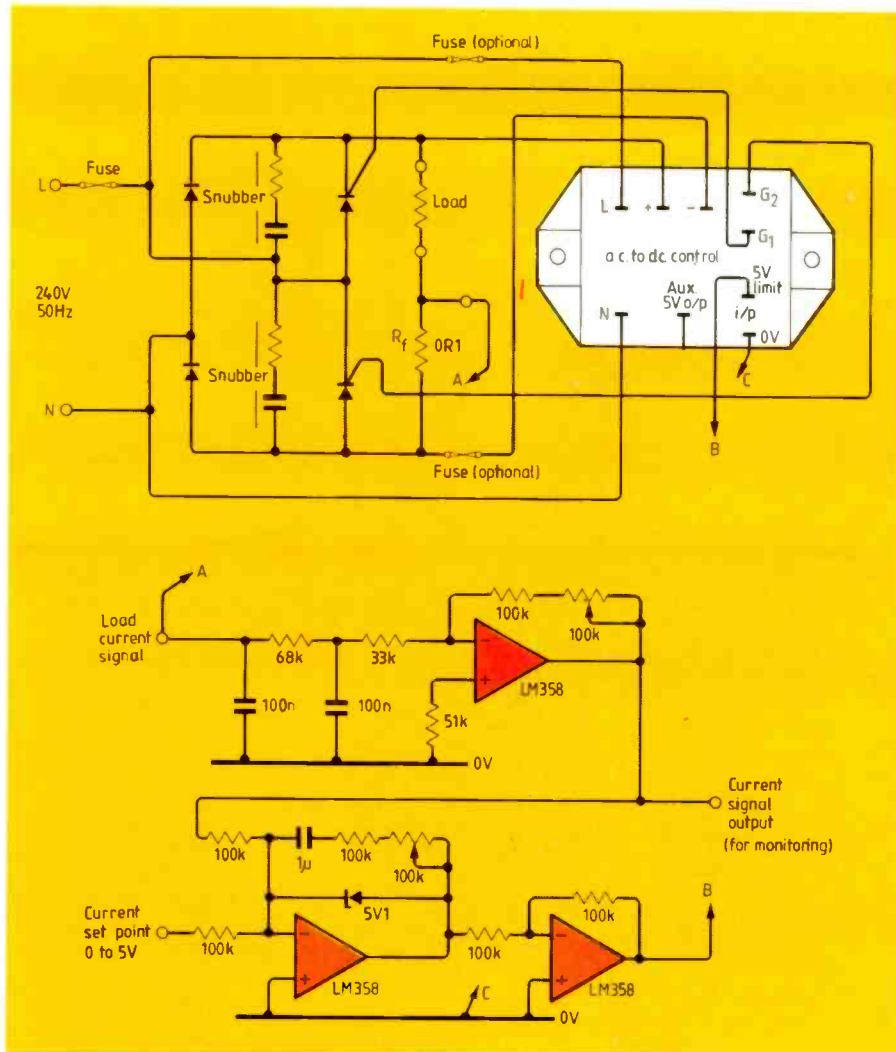 Fuse (optional)
L
Fuse
Snubber
Load
L
+
−
G2
G1
a.c. to d.c. control
5V
limit
Aux.
5V o/p
i/p
N
0V
C
240V
50Hz
Rf
0R1
A
Snubber
N
B
Fuse (optional)
A
Load
current
signal
68k
33k
100k
100k
−
+
LM358
100n
100n
51k
0V
Current
signal
output
(for monitoring)
100k
1µ
100k
100k
5V1
Current
set point
0 to 5V
100k
−
+
LM358
100k
100k
−
+
LM358
B
C
0V